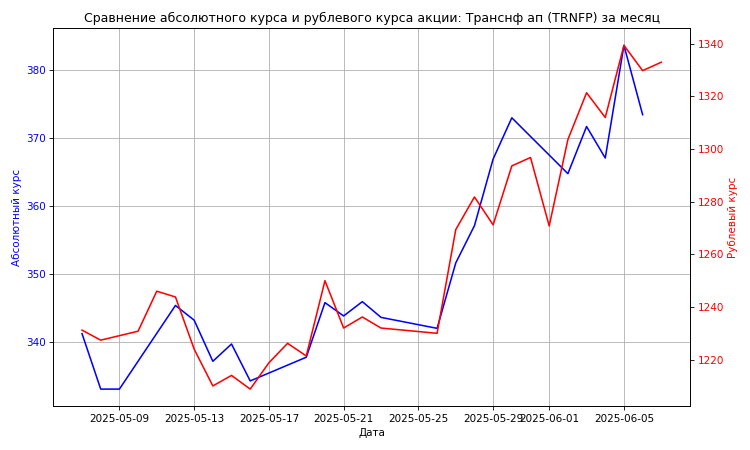 Сравнение абсолютного курса и рублевого курса акции: Транснф ап (TRNFP) за месяц
Абсолютный курс
380
370
360
350
340
1340
1320
1300
1280
1260
1240
1220
Рублевый курс
2025-05-09 2025-05-13 2025-05-17 2025-05-21 2025-05-25 2025-05-29 2025-06-01 2025-06-05
Дата